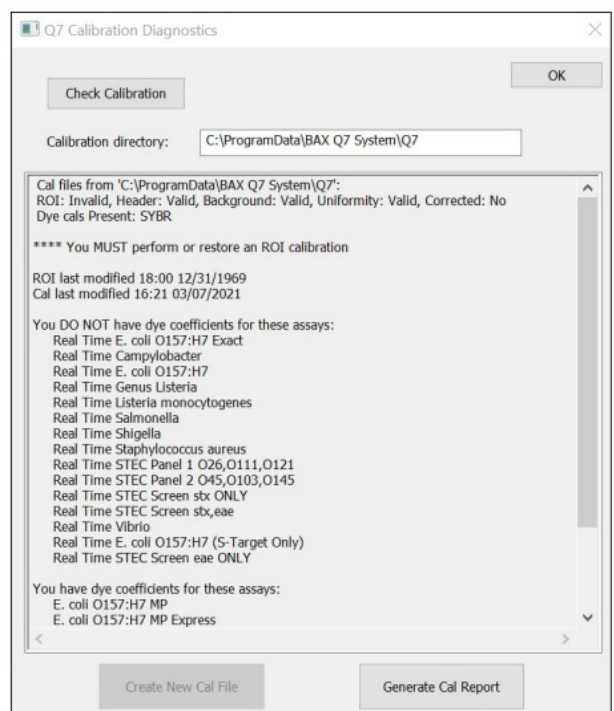 Q7 Calibration Diagnostics
OK
Check Calibration
Calibration directory: C:\ProgramData\BAX Q7 System\Q7
Cal files from 'C:\ProgramData\BAX Q7 System\Q7':
ROI: Invalid, Header: Valid, Background: Valid, Uniformity: Valid, Corrected: No
Dye cals Present: SYBR
**** You MUST perform or restore an ROI calibration
ROI last modified 18:00 12/31/1969
Cal last modified 16:21 03/07/2021
You DO NOT have dye coefficients for these assays:
Real Time E. coli O157:H7 Exact
Real Time Campylobacter
Real Time E. coli O157:H7
Real Time Genus Listeria
Real Time Listeria monocytogenes
Real Time Salmonella
Real Time Shigella
Real Time Staphylococcus aureus
Real Time STEC Panel 1 O26,O111,O121
Real Time STEC Panel 2 O45,O103,O145
Real Time STEC Screen stx ONLY
Real Time STEC Screen stx,eae
Real Time Vibrio
Real Time E. coli O157:H7 (S-Target Only)
Real Time STEC Screen eae ONLY
You have dye coefficients for these assays:
E. coli O157:H7 MP
E. coli O157:H7 MP Express
Create New Cal File
Generate Cal Report